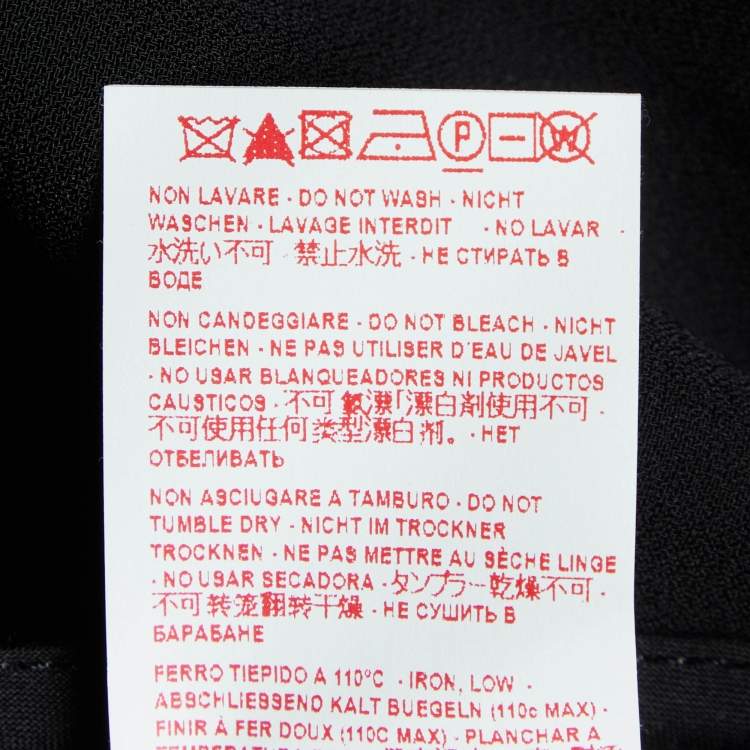 P W
NON LAVARE · DO NOT WASH · NICHT
WASCHEN · LAVAGE INTERDIT · NO LAVAR
水洗い不可 · 禁止水洗 · НЕ СТИРАТЬ В
ВОДЕ
NON CANDEGGIARE · DO NOT BLEACH · NICHT
BLEICHEN · NE PAS UTILISER D'EAU DE JAVEL
· NO USAR BLANQUEADORES NI PRODUCTOS
CAUSTICOS · 不可 氯漂「漂白剤使用不可 ·
不可使用任何 类型漂白 剂。 · НЕТ
ОТБЕЛИВАТЬ
NON ASCIUGARE A TAMBURO · DO NOT
TUMBLE DRY · NICHT IM TROCKNER
TROCKNEN · NE PAS METTRE AU SÈCHE LINGE
· NO USAR SECADORA · タンブラー乾燥不可 ·
不可转笼翻转干燥 · НЕ СУШИТЬ В
БАРАБАНЕ
FERRO TIEPIDO A 110°C · IRON, LOW ·
ABSCHLIESSEND KALT BUEGELN (110c MAX) ·
FINIR À FER DOUX (110C MAX) · PLANCHAR A